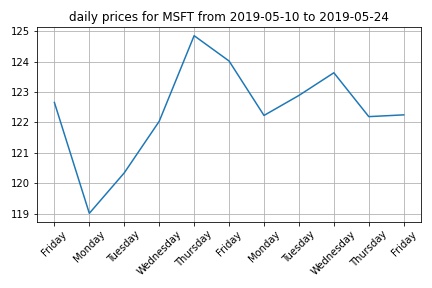 daily prices for MSFT from 2019-05-10 to 2019-05-24
125
124
123
122
121
120
119
Friday
Monday
Tuesday
Wednesday
Thursday
Friday
Monday
Tuesday
Wednesday
Thursday
Friday